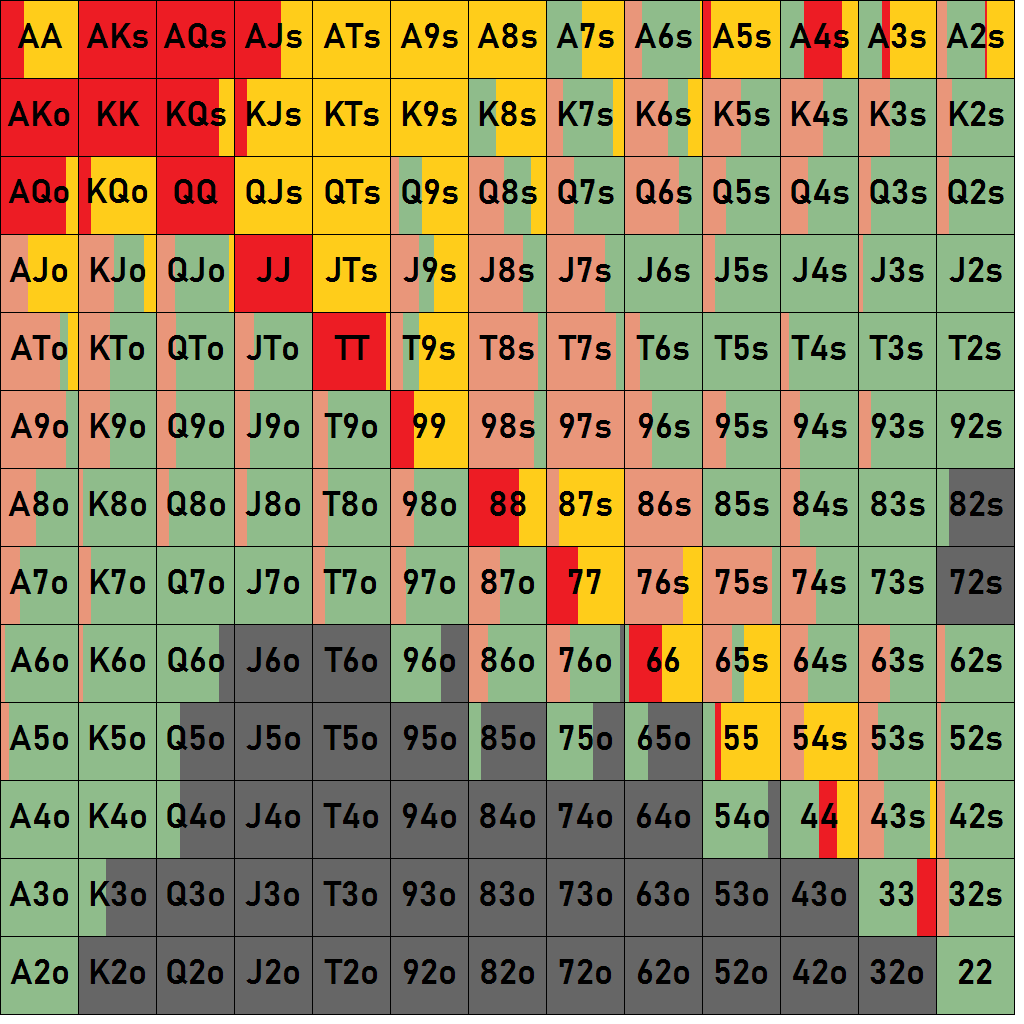 AA AKs AQs AJs ATs A9s A8s A7s A6s A5s A4s A3s A2s
AKo KK KQs KJs KTs K9s K8s K7s K6s K5s K4s K3s K2s
AQo KQo QQ QJs QTs Q9s Q8s Q7s Q6s Q5s Q4s Q3s Q2s
AJo KJo QJo JJ JTs J9s J8s J7s J6s J5s J4s J3s J2s
ATo KTo QTo JTo TT T9s T8s T7s T6s T5s T4s T3s T2s
A9o K9o Q9o J9o T9o 99 98s 97s 96s 95s 94s 93s 92s
A8o K8o Q8o J8o T8o 98o 88 87s 86s 85s 84s 83s 82s
A7o K7o Q7o J7o T7o 97o 87o 77 76s 75s 74s 73s 72s
A6o K6o Q6o J6o T6o 96o 86o 76o 66 65s 64s 63s 62s
A5o K5o Q5o J5o T5o 95o 85o 75o 65o 55 54s 53s 52s
A4o K4o Q4o J4o T4o 94o 84o 74o 64o 54o 44 43s 42s
A3o K3o Q3o J3o T3o 93o 83o 73o 63o 53o 43o 33 32s
A2o K2o Q2o J2o T2o 92o 82o 72o 62o 52o 42o 32o 22